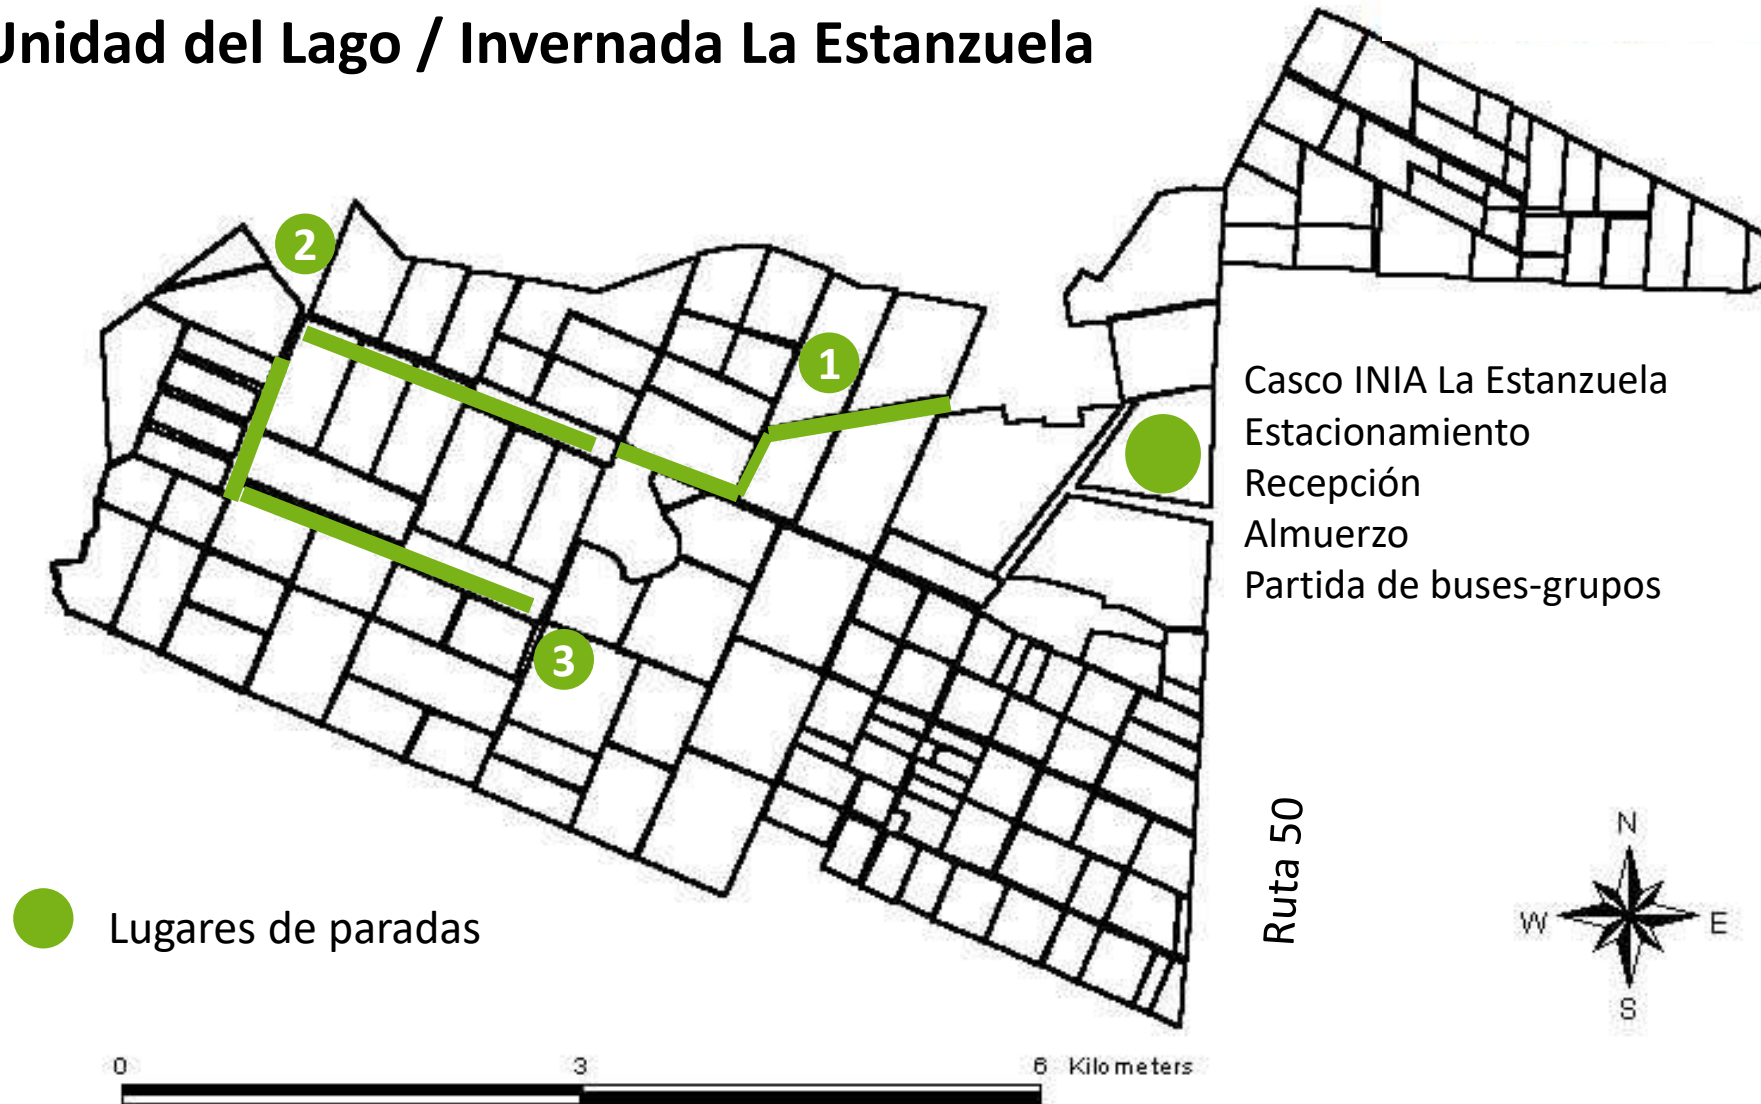 Unidad del Lago / Invernada La Estanzuela
2
1
Casco INIA La Estanzuela
Estacionamiento
Recepción
Almuerzo
Partida de buses-grupos
3
Ruta 50
N
W E
S
Lugares de paradas
0 3 6 Kilometers